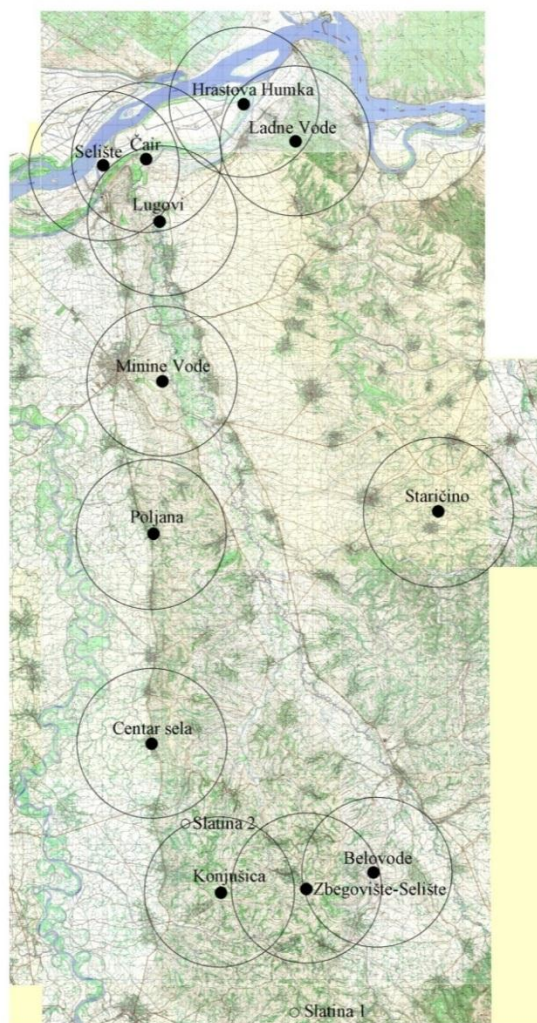 Hrastova Humka
Ladne Vode
Čair
Selište
Lugovi
Minine Vode
Staričino
Poljana
Centar sela
Slatina 2
Belovode
Konjušica
Zbegovište-Selište
Slatina 1